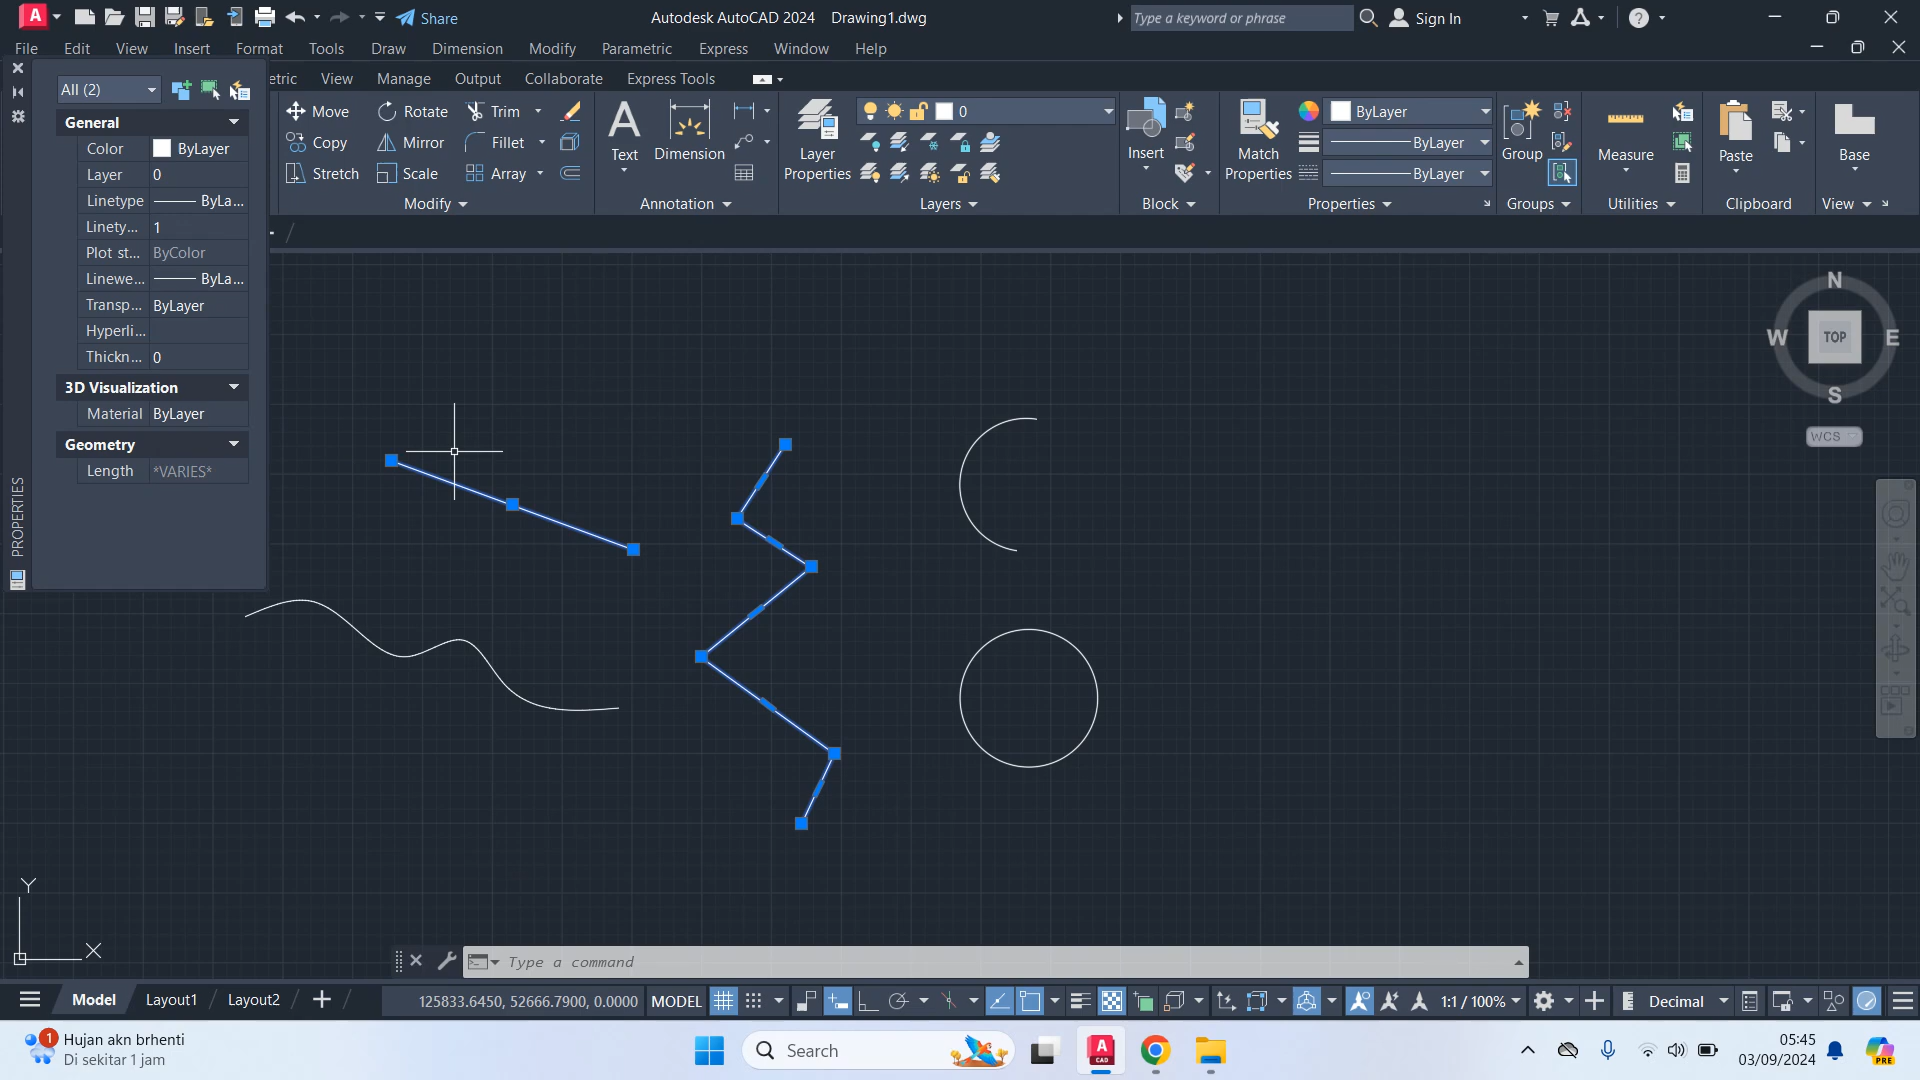 Share
Autodesk AutoCAD 2024 Drawing1.dwg
Type a keyword or phrase
Sign In
File Edit View Insert Format Tools Draw Dimension Modify Parametric Express Window Help
etric View Manage Output Collaborate Express Tools
Move Rotate Trim
Copy Mirror Fillet
Stretch Scale Array
Modify
Text
Dimension
Annotation
Layer
Properties
0
Layers
Insert
Block
Match
Properties
ByLayer
ByLayer
ByLayer
Properties
Group
Groups
Measure
Utilities
Paste
Clipboard
Base
View
All (2)
General
Color ByLayer
Layer 0
Linetype ByLa...
Linety... 1
Plot st... ByColor
Linewe... ByLa...
Transp... ByLayer
Hyperli...
Thickn... 0
3D Visualization
Material ByLayer
Geometry
Length *VARIES*
PROPERTIES
N
W TOP E
S
WCS
Y
X
Type a command
Model Layout1 Layout2
125833.6450, 52666.7900, 0.0000 MODEL
1:1 / 100%
Decimal
1
Hujan akn brhenti
Di sekitar 1 jam
Search
A
CAD
05:45
03/09/2024
PRE